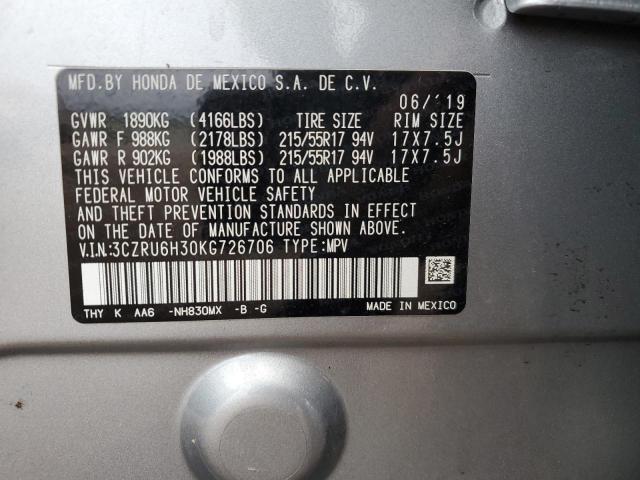 MFD.BY HONDA DE MEXICO S.A. DE C.V.
06/'19
GVWR 1890KG (4166LBS) TIRE SIZE RIM SIZE
GAWR F 988KG (2178LBS) 215/55R17 94V 17X7.5J
GAWR R 902KG (1988LBS) 215/55R17 94V 17X7.5J
THIS VEHICLE CONFORMS TO ALL APPLICABLE
FEDERAL MOTOR VEHICLE SAFETY
AND THEFT PREVENTION STANDARDS IN EFFECT
ON THE DATE OF MANUFACTURE SHOWN ABOVE.
V.I.N:3CZRU6H30KG726706 TYPE:MPV
THY K AA6 -NH830MX -B -G MADE IN MEXICO